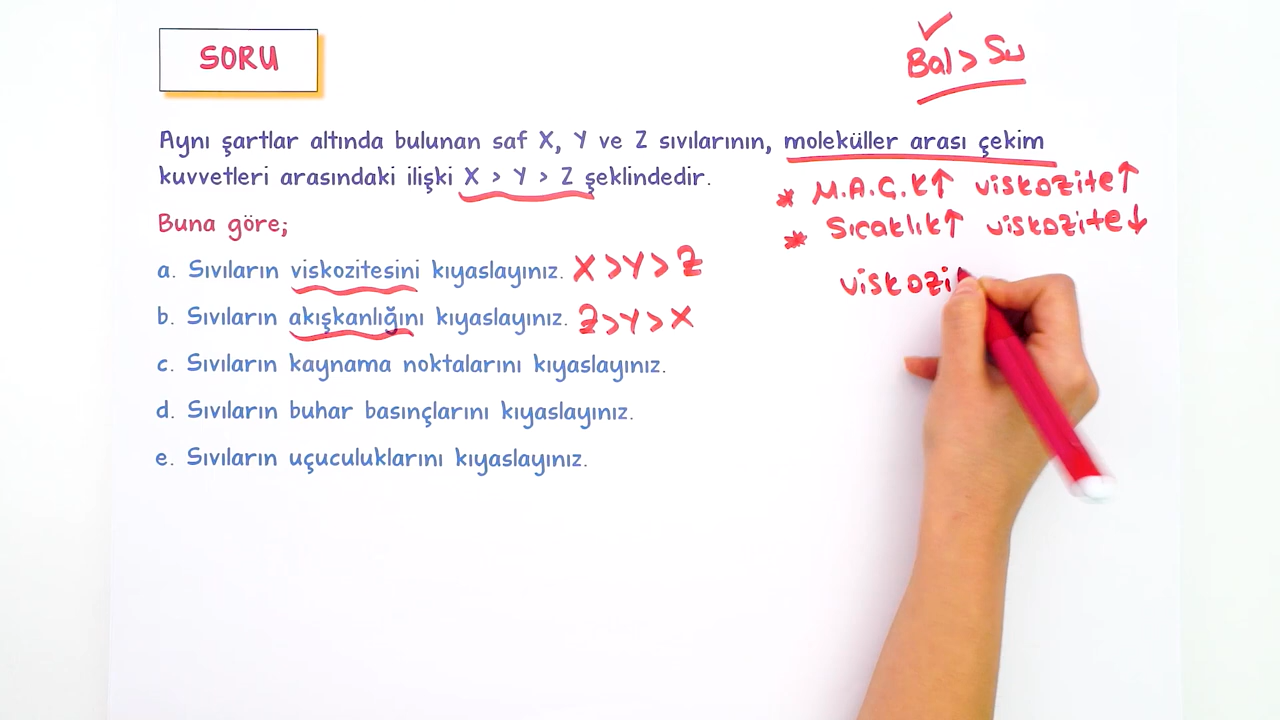 SORU
Bal > Su
Aynı şartlar altında bulunan saf X, Y ve Z sıvılarının, moleküller arası çekim
kuvvetleri arasındaki ilişki X > Y > Z şeklindedir.
* M.A.Ç.K↑ viskozite↑
* Sıcaklık↑ viskozite↓
Buna göre;
a. Sıvıların viskozitesini kıyaslayınız. X > Y > Z
viskozi
b. Sıvıların akışkanlığını kıyaslayınız. Z > Y > X
c. Sıvıların kaynama noktalarını kıyaslayınız.
d. Sıvıların buhar basınçlarını kıyaslayınız.
e. Sıvıların uçuculuklarını kıyaslayınız.